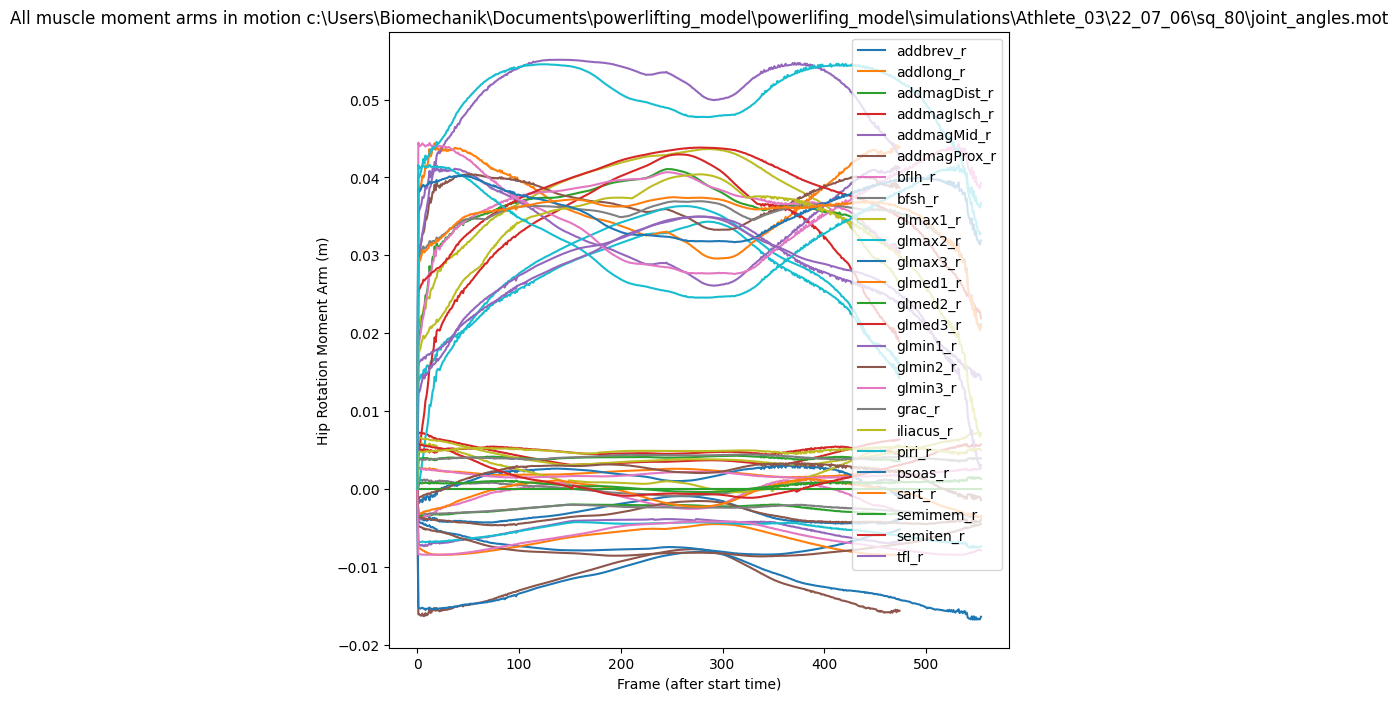 All muscle moment arms in motion c:\Users\Biomechanik\Documents\powerlifting_model\powerlifing_model\simulations\Athlete_03\22_07_06\sq_80\joint_angles.mot
addbrev_r
addlong_r
addmagDist_r
addmagIsch_r
addmagMid_r
addmagProx_r
bflh_r
bfsh_r
glmax1_r
glmax2_r
glmax3_r
glmed1_r
glmed2_r
glmed3_r
glmin1_r
glmin2_r
glmin3_r
grac_r
iliacus_r
piri_r
psoas_r
sart_r
semimem_r
semiten_r
tfl_r
Hip Rotation Moment Arm (m)
0.05
0.04
0.03
0.02
0.01
0.00
−0.01
−0.02
0 100 200 300 400 500
Frame (after start time)